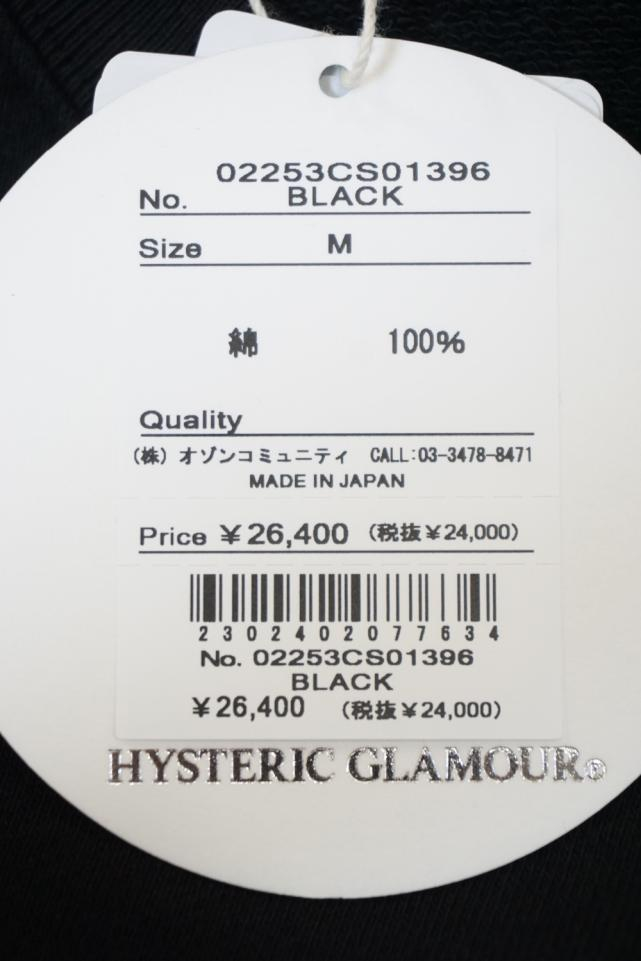 02253CS01396
No. BLACK
Size M
綿 100%
Quality
(株) オゾンコミュニティ CALL:03-3478-8471
MADE IN JAPAN
Price ¥26,400 (税抜¥24,000)
2302402077634
No. 02253CS01396
BLACK
¥26,400 (税抜¥24,000)
HYSTERIC GLAMOUR®